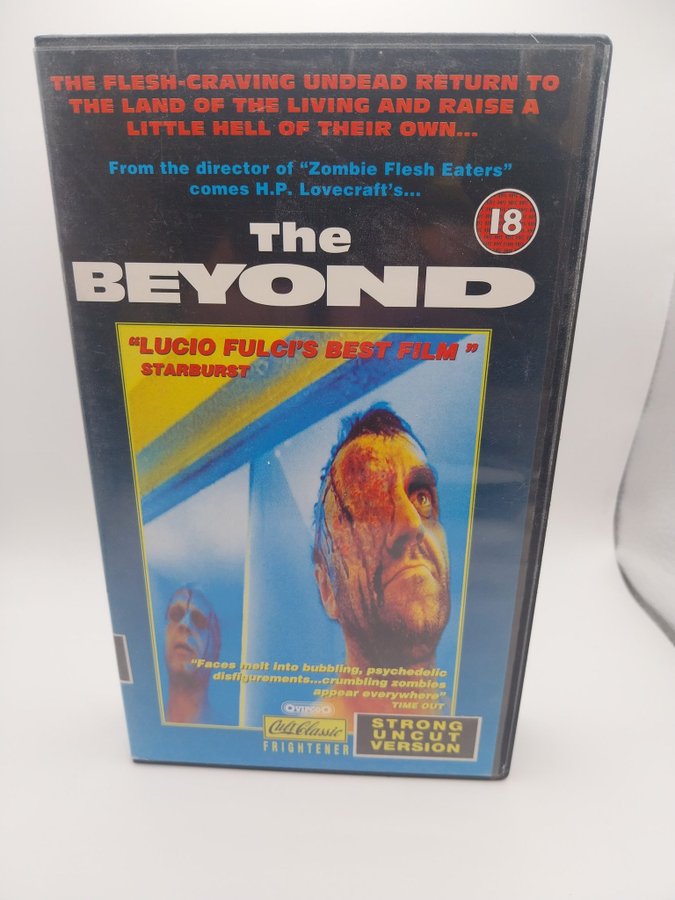 THE FLESH-CRAVING UNDEAD RETURN TO
THE LAND OF THE LIVING AND RAISE A
LITTLE HELL OF THEIR OWN...
From the director of "Zombie Flesh Eaters"
comes H.P. Lovecraft's...
18
The
BEYOND
"LUCIO FULCI'S BEST FILM"
STARBURST
"Faces melt into bubbling, psychedelic
disfigurements...crumbling zombies
appear everywhere"
TIME OUT
VIPCO
Cult Classic
FRIGHTENER
STRONG
UNCUT
VERSION